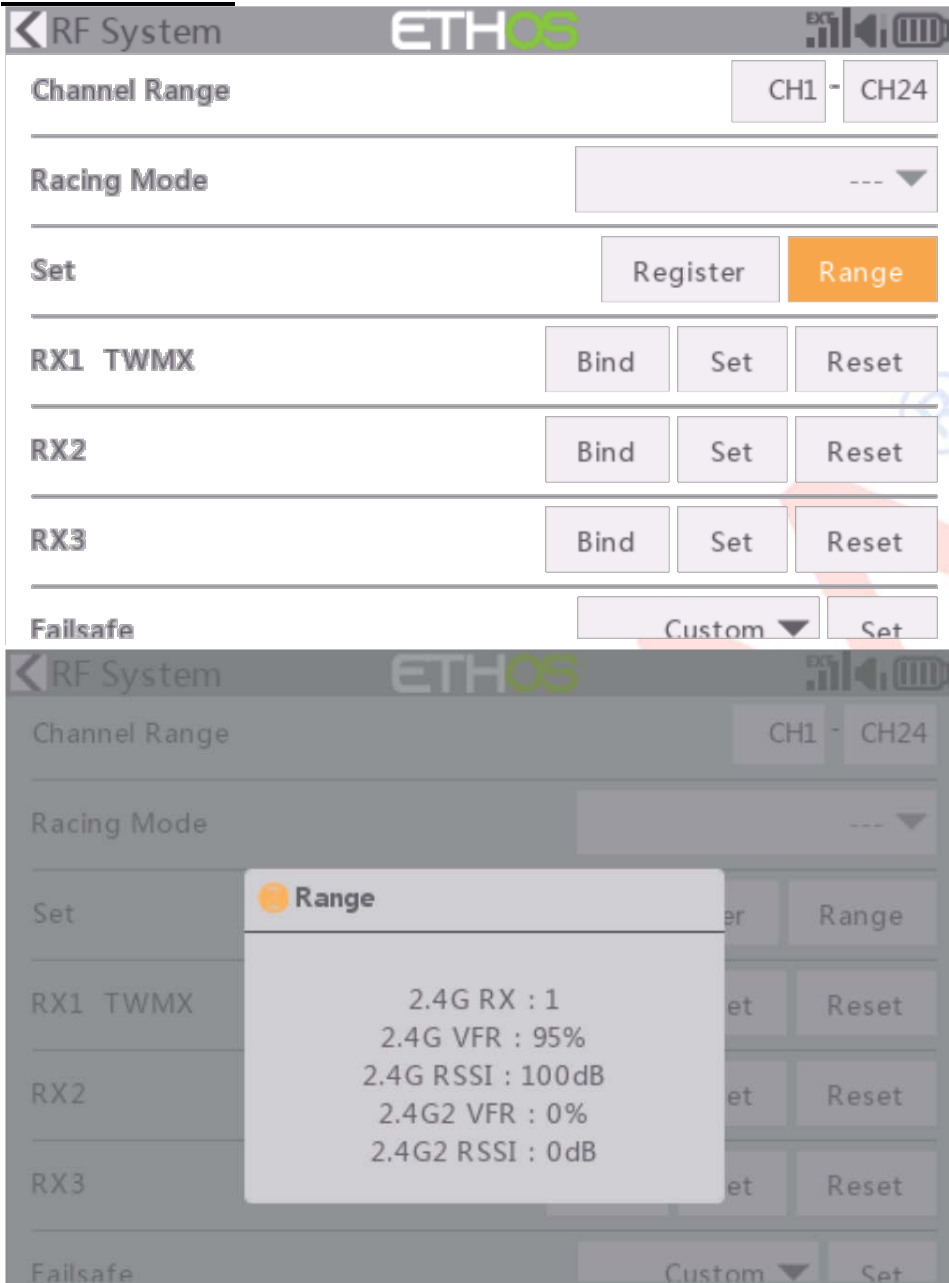 RF System ETHOS EXT
Channel Range CH1 - CH24
Racing Mode ---
Set Register Range
RX1 TWMX Bind Set Reset
RX2 Bind Set Reset
RX3 Bind Set Reset
Failsafe Custom Set
RF System ETHOS EXT
Channel Range CH1 - CH24
Racing Mode ---
Set er Range
Range
RX1 TWMX et Reset
2.4G RX : 1
2.4G VFR : 95%
2.4G RSSI : 100dB
2.4G2 VFR : 0%
2.4G2 RSSI : 0dB
RX2 et Reset
RX3 et Reset
Failsafe Custom Set